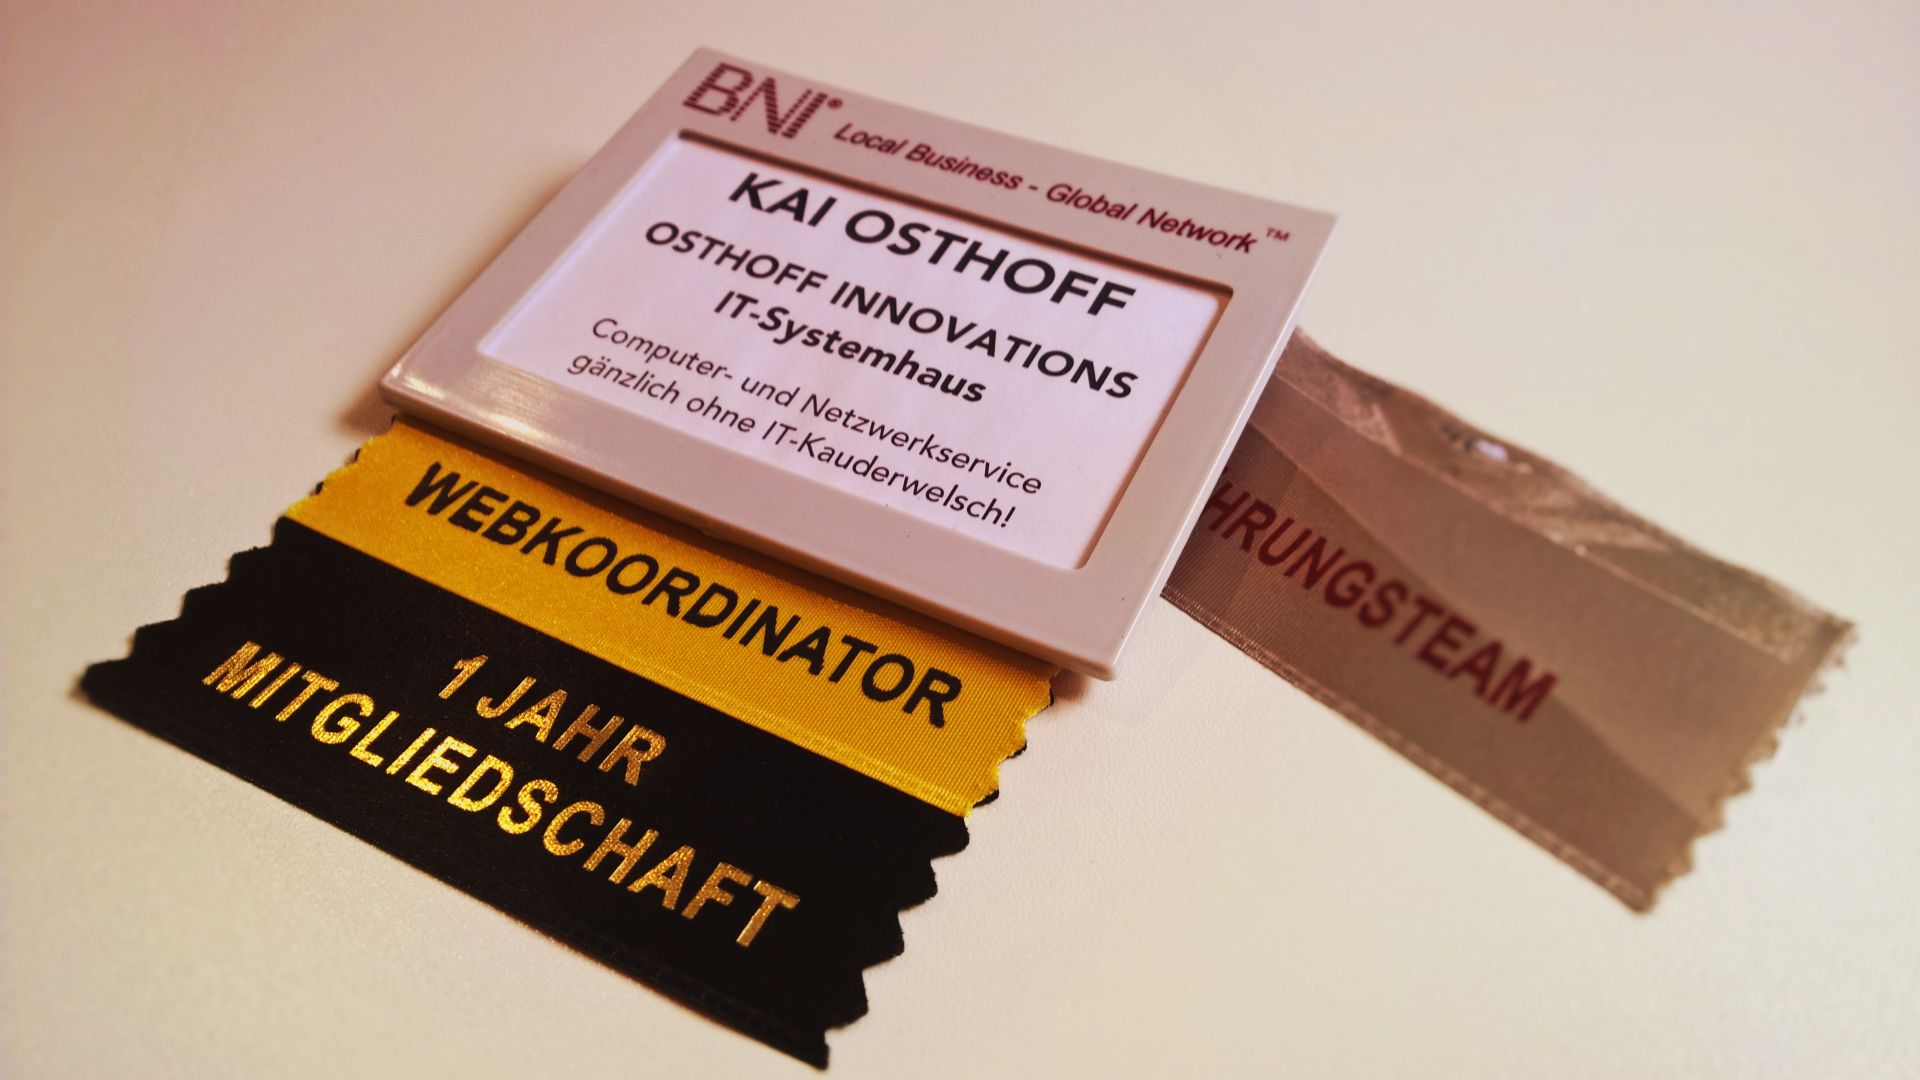 BNI®
Local Business - Global Network™
KAI OSTHOFF
OSTHOFF INNOVATIONS
IT-Systemhaus
Computer- und Netzwerkservice
gänzlich ohne IT-Kauderwelsch!
WEBKOORDINATOR
1 JAHR
MITGLIEDSCHAFT
HRUNGSTEAM